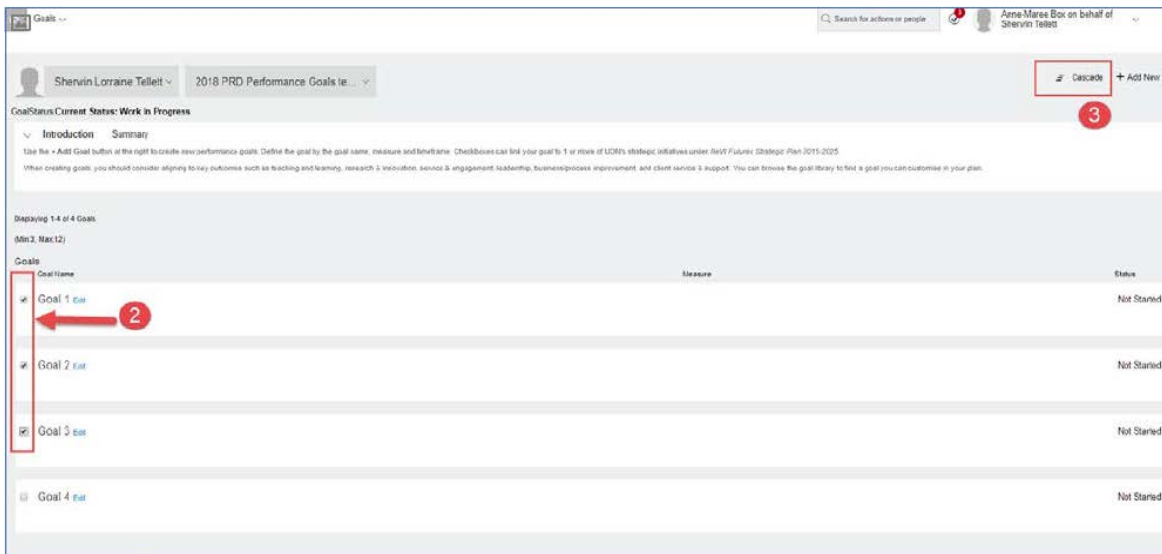 Goals
Search for actions or people
Anne-Maree Box on behalf of
Sherwin Tellett
Sherwin Lorraine Tellett
2018 PRD Performance Goals te...
Cascade
+ Add New
3
GoalStatus Current Status: Work in Progress
Introduction Summary
Use the + Add Goal button at the right to create new performance goals. Define the goal by the goal name, measure and timeframe. Checkboxes can link your goal to 1 or more of UON's strategic initiatives under NeW Futures Strategic Plan 2015-2025.
When creating goals, you should consider aligning to key outcomes such as teaching and learning, research & innovation, service & engagement, leadership, business/process improvement, and client service & support. You can browse the goal library to find a goal you can customise in your plan.
Displaying 1-4 of 4 Goals
(Min:3, Max:12)
Goals
Goal Name Measure Status
Goal 1 Edit Not Started
2
Goal 2 Edit Not Started
Goal 3 Edit Not Started
Goal 4 Edit Not Started